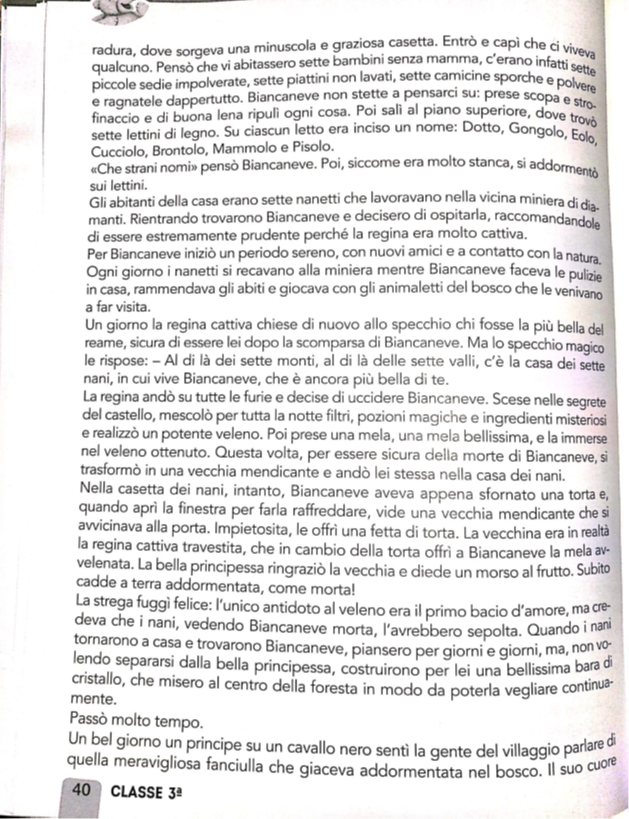 radura, dove sorgeva una minuscola e graziosa casetta. Entrò e capì che ci viveva
qualcuno. Pensò che vi abitassero sette bambini senza mamma, c'erano infatti sette
piccole sedie impolverate, sette piattini non lavati, sette camicine sporche e polvere
e ragnatele dappertutto. Biancaneve non stette a pensarci su: prese scopa e stro-
finaccio e di buona lena ripulì ogni cosa. Poi salì al piano superiore, dove trovò
sette lettini di legno. Su ciascun letto era inciso un nome: Dotto, Gongolo, Eolo,
Cucciolo, Brontolo, Mammolo e Pisolo.
«Che strani nomi» pensò Biancaneve. Poi, siccome era molto stanca, si addormentò
sui lettini.
Gli abitanti della casa erano sette nanetti che lavoravano nella vicina miniera di dia-
manti. Rientrando trovarono Biancaneve e decisero di ospitarla, raccomandandole
di essere estremamente prudente perché la regina era molto cattiva.
Per Biancaneve iniziò un periodo sereno, con nuovi amici e a contatto con la natura.
Ogni giorno i nanetti si recavano alla miniera mentre Biancaneve faceva le pulizie
in casa, rammendava gli abiti e giocava con gli animaletti del bosco che le venivano
a far visita.
Un giorno la regina cattiva chiese di nuovo allo specchio chi fosse la più bella del
reame, sicura di essere lei dopo la scomparsa di Biancaneve. Ma lo specchio magico
le rispose: – Al di là dei sette monti, al di là delle sette valli, c'è la casa dei sette
nani, in cui vive Biancaneve, che è ancora più bella di te.
La regina andò su tutte le furie e decise di uccidere Biancaneve. Scese nelle segrete
del castello, mescolò per tutta la notte filtri, pozioni magiche e ingredienti misteriosi
e realizzò un potente veleno. Poi prese una mela, una mela bellissima, e la immerse
nel veleno ottenuto. Questa volta, per essere sicura della morte di Biancaneve, si
trasformò in una vecchia mendicante e andò lei stessa nella casa dei nani.
Nella casetta dei nani, intanto, Biancaneve aveva appena sfornato una torta e,
quando aprì la finestra per farla raffreddare, vide una vecchia mendicante che si
avvicinava alla porta. Impietosita, le offrì una fetta di torta. La vecchina era in realtà
la regina cattiva travestita, che in cambio della torta offrì a Biancaneve la mela av-
velenata. La bella principessa ringraziò la vecchia e diede un morso al frutto. Subito
cadde a terra addormentata, come morta!
La strega fuggì felice: l'unico antidoto al veleno era il primo bacio d'amore, ma cre-
deva che i nani, vedendo Biancaneve morta, l'avrebbero sepolta. Quando i nani
tornarono a casa e trovarono Biancaneve, piansero per giorni e giorni, ma, non vo-
lendo separarsi dalla bella principessa, costruirono per lei una bellissima bara di
cristallo, che misero al centro della foresta in modo da poterla vegliare continua-
mente.
Passò molto tempo.
Un bel giorno un principe su un cavallo nero sentì la gente del villaggio parlare di
quella meravigliosa fanciulla che giaceva addormentata nel bosco. Il suo cuore
40 CLASSE 3ª